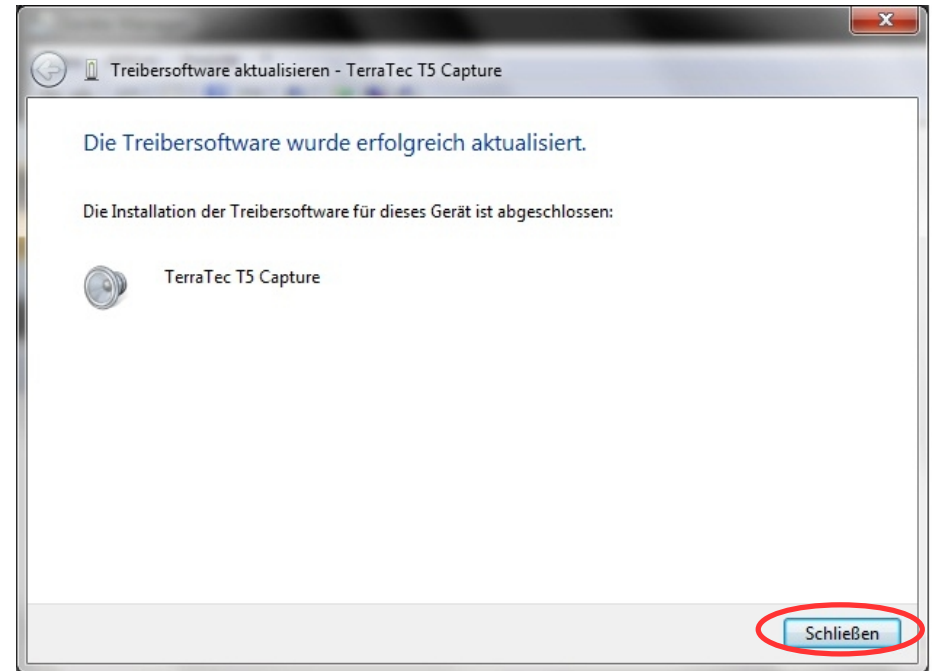 Treibersoftware aktualisieren - TerraTec T5 Capture
Die Treibersoftware wurde erfolgreich aktualisiert.
Die Installation der Treibersoftware für dieses Gerät ist abgeschlossen:
TerraTec T5 Capture
Schließen